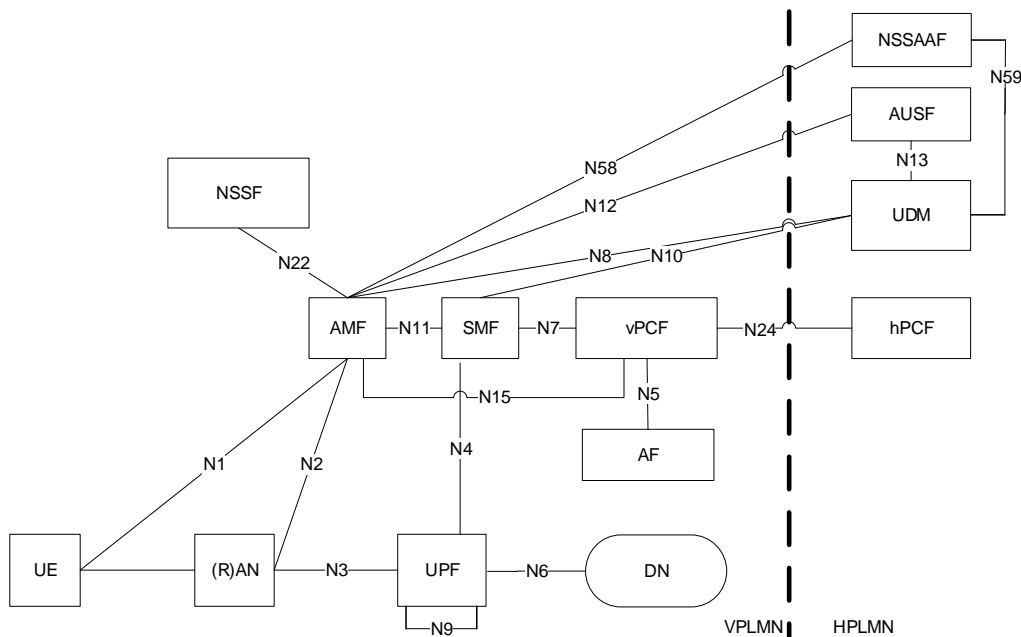 NSSAAF
N59
AUSF
N13
N58
NSSF
N12
UDM
N22
N8
N10
AMF
N11
SMF
N7
vPCF
N24
hPCF
N15
N5
N4
AF
N1
N2
UE
(R)AN
N3
UPF
N6
DN
N9
VPLMN
HPLMN